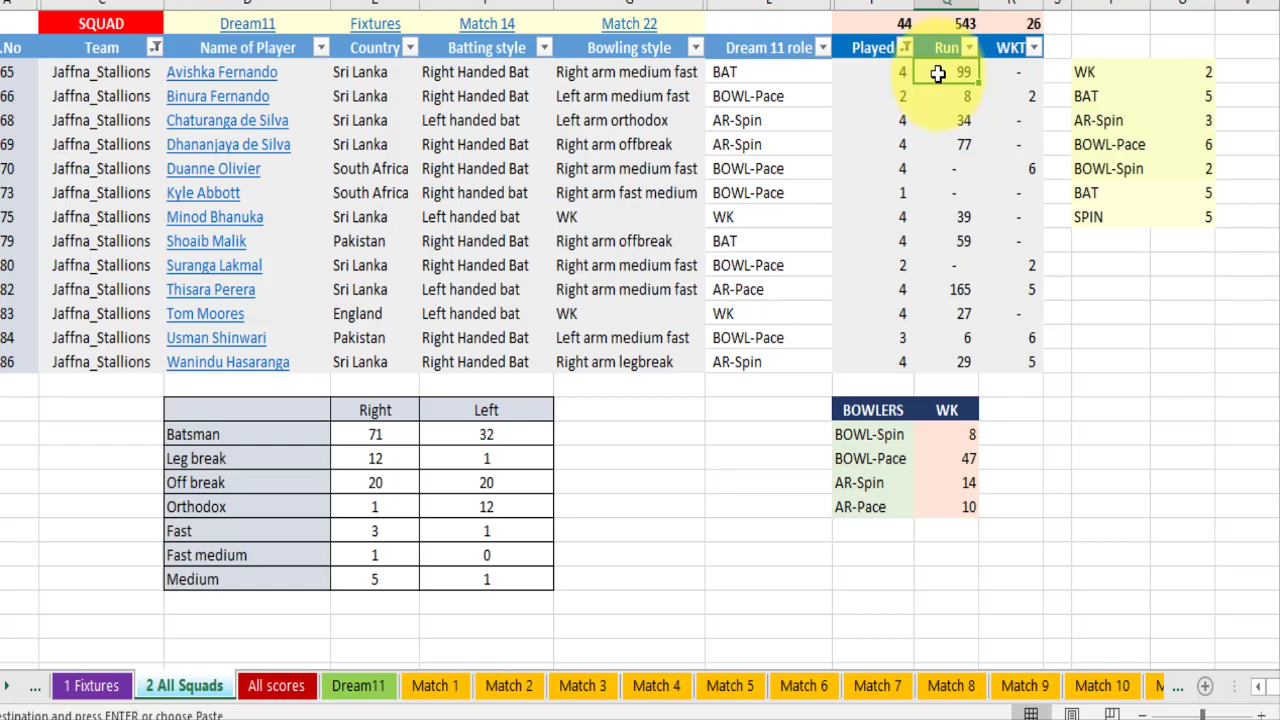 SQUAD Dream11 Fixtures Match 14 Match 22 44 543 26
.No Team Name of Player Country Batting style Bowling style Dream 11 role Played Run WKT
65 Jaffna_Stallions Avishka Fernando Sri Lanka Right Handed Bat Right arm medium fast BAT 4 99 - WK 2
66 Jaffna_Stallions Binura Fernando Sri Lanka Right Handed Bat Left arm medium fast BOWL-Pace 2 8 2 BAT 5
68 Jaffna_Stallions Chaturanga de Silva Sri Lanka Left handed bat Left arm orthodox AR-Spin 4 34 - AR-Spin 3
69 Jaffna_Stallions Dhananjaya de Silva Sri Lanka Right Handed Bat Right arm offbreak AR-Spin 4 77 - BOWL-Pace 6
70 Jaffna_Stallions Duanne Olivier South Africa Right Handed Bat Right arm medium fast BOWL-Pace 4 - 6 BOWL-Spin 2
73 Jaffna_Stallions Kyle Abbott South Africa Right handed bat Right arm fast medium BOWL-Pace 1 - - BAT 5
75 Jaffna_Stallions Minod Bhanuka Sri Lanka Left handed bat WK WK 4 39 - SPIN 5
79 Jaffna_Stallions Shoaib Malik Pakistan Right Handed Bat Right arm offbreak BAT 4 59 -
80 Jaffna_Stallions Suranga Lakmal Sri Lanka Right Handed Bat Right arm medium fast BOWL-Pace 2 - 2
82 Jaffna_Stallions Thisara Perera Sri Lanka Left handed bat Right arm medium fast AR-Pace 4 165 5
83 Jaffna_Stallions Tom Moores England Left handed bat WK WK 4 27 -
84 Jaffna_Stallions Usman Shinwari Pakistan Right Handed Bat Left arm medium fast BOWL-Pace 3 6 6
86 Jaffna_Stallions Wanindu Hasaranga Sri Lanka Right Handed Bat Right arm legbreak AR-Spin 4 29 5
Right Left BOWLERS WK
Batsman 71 32 BOWL-Spin 8
Leg break 12 1 BOWL-Pace 47
Off break 20 20 AR-Spin 14
Orthodox 1 12 AR-Pace 10
Fast 3 1
Fast medium 1 0
Medium 5 1
... 1 Fixtures 2 All Squads All scores Dream11 Match 1 Match 2 Match 3 Match 4 Match 5 Match 6 Match 7 Match 8 Match 9 Match 10 M ...
estination and press ENTER or choose Paste